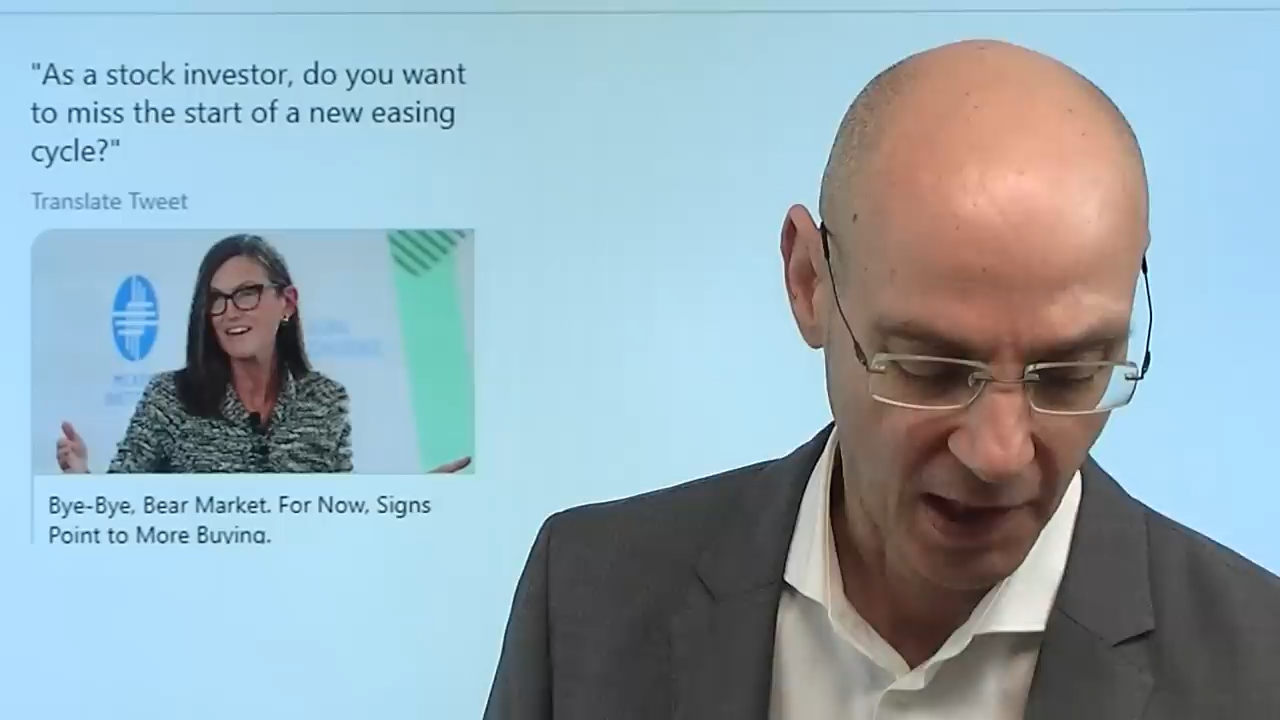 "As a stock investor, do you want
to miss the start of a new easing
cycle?"
Translate Tweet
Bye-Bye, Bear Market. For Now, Signs
Point to More Buying.